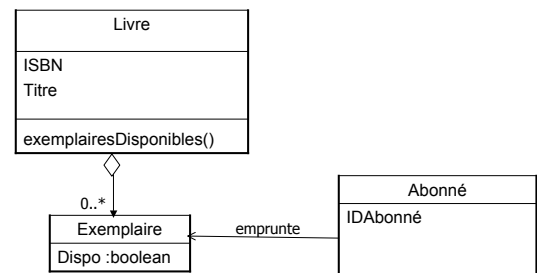 Livre
ISBN
Titre
exemplairesDisponibles()
0..*
Exemplaire
Dispo :boolean
emprunte
Abonné
IDAbonné